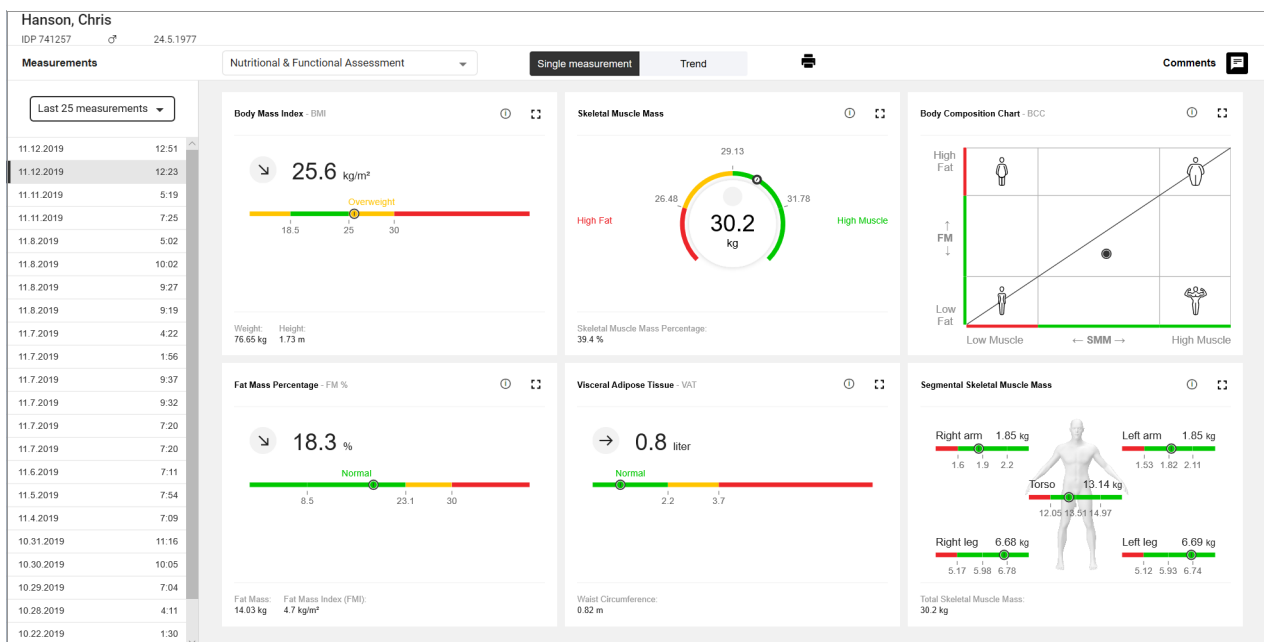 Hanson, Chris
IDP 741257 ♂ 24.5.1977
Measurements
Nutritional & Functional Assessment
Single measurement
Trend
Comments
Last 25 measurements
11.12.2019 12:51
11.12.2019 12:23
11.11.2019 5:19
11.11.2019 7:25
11.8.2019 5:02
11.8.2019 10:02
11.8.2019 9:27
11.8.2019 9:19
11.7.2019 4:22
11.7.2019 1:56
11.7.2019 9:37
11.7.2019 9:32
11.7.2019 7:20
11.7.2019 7:20
11.6.2019 7:11
11.5.2019 7:54
11.4.2019 7:09
10.31.2019 11:16
10.30.2019 10:05
10.29.2019 7:04
10.28.2019 4:11
10.22.2019 1:30
Body Mass Index - BMI
25.6 kg/m²
Overweight
18.5 25 30
Weight: Height:
76.65 kg 1.73 m
Skeletal Muscle Mass
29.13
26.48 31.78
High Fat 30.2 High Muscle
kg
Skeletal Muscle Mass Percentage:
39.4 %
Body Composition Chart - BCC
High
Fat
↑
FM
↓
Low
Fat
Low Muscle ← SMM → High Muscle
Fat Mass Percentage - FM %
18.3 %
Normal
8.5 23.1 30
Fat Mass: Fat Mass Index (FMI):
14.03 kg 4.7 kg/m²
Visceral Adipose Tissue - VAT
0.8 liter
Normal
2.2 3.7
Waist Circumference:
0.82 m
Segmental Skeletal Muscle Mass
Right arm 1.85 kg
1.6 1.9 2.2
Left arm 1.85 kg
1.53 1.82 2.11
Torso 13.14 kg
12.05 13.51 14.97
Right leg 6.68 kg
5.17 5.98 6.78
Left leg 6.69 kg
5.12 5.93 6.74
Total Skeletal Muscle Mass:
30.2 kg